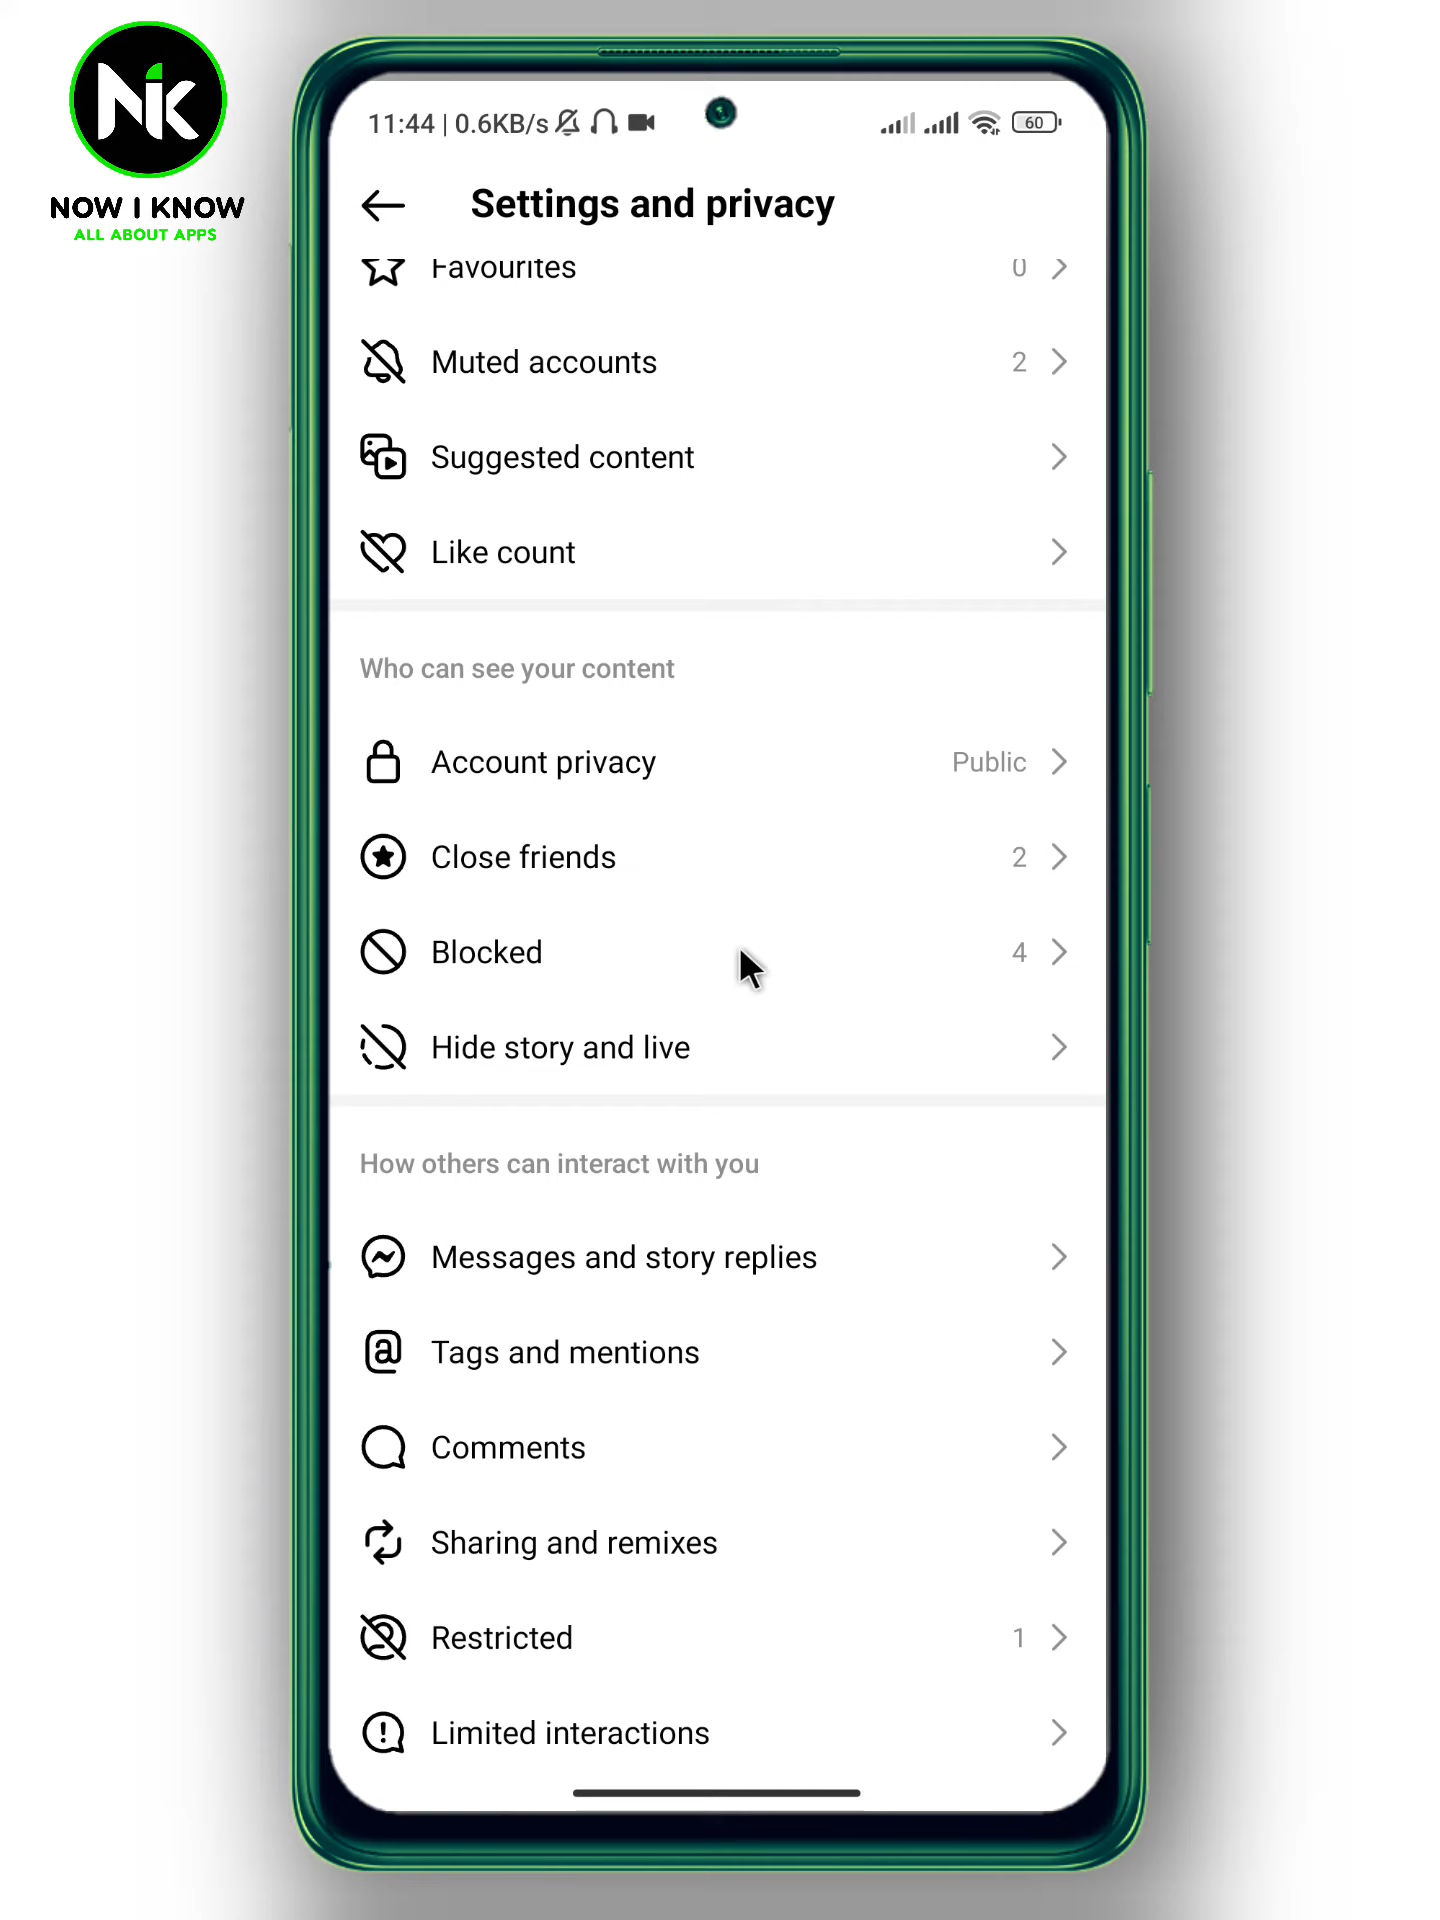 NiK
NOW I KNOW
ALL ABOUT APPS
11:44 | 0.6KB/s
60
Settings and privacy
Favourites 0
Muted accounts 2
Suggested content
Like count
Who can see your content
Account privacy Public
Close friends 2
Blocked 4
Hide story and live
How others can interact with you
Messages and story replies
Tags and mentions
Comments
Sharing and remixes
Restricted 1
Limited interactions